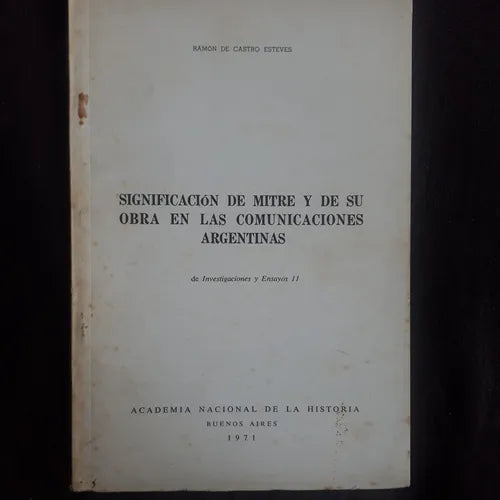 RAMÓN DE CASTRO ESTEVES
SIGNIFICACIÓN DE MITRE Y DE SU
OBRA EN LAS COMUNICACIONES
ARGENTINAS
de Investigaciones y Ensayos 11
ACADEMIA NACIONAL DE LA HISTORIA
BUENOS AIRES
1971